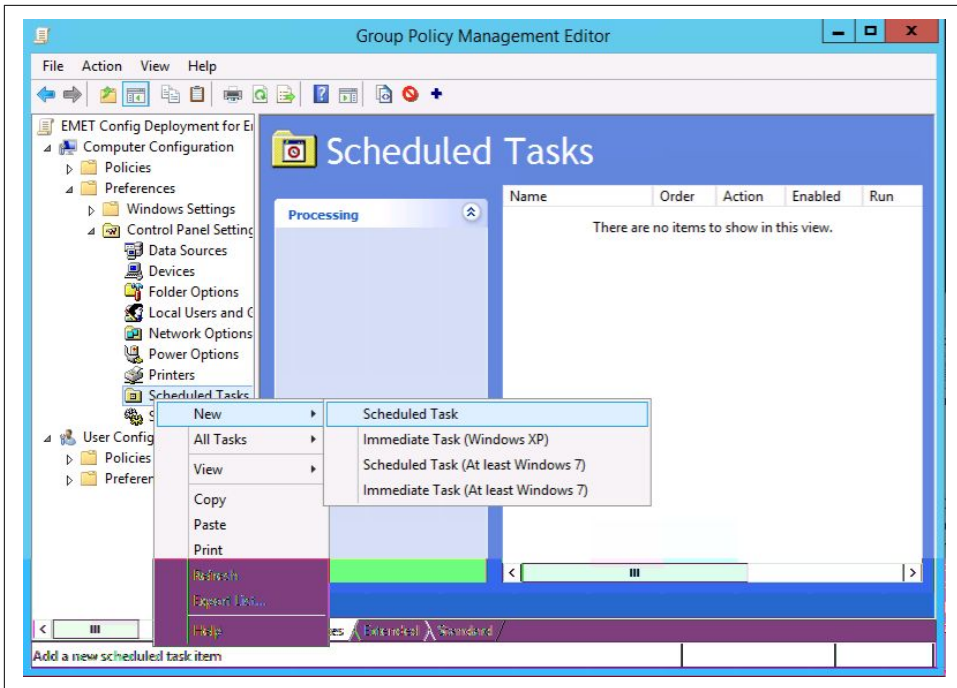 Group Policy Management Editor
File Action View Help
EMET Config Deployment for
Computer Configuration
Policies
Preferences
Windows Settings
Control Panel
Data Sources
Devices
Folder Options
Local Users and
Network Options
Power Options
Printers
Scheduled Tasks
User
Policies
Scheduled Tasks
Processing
Name Order Action Enabled Run
There are no items to show in this view.
New
All Tasks
View
Copy
Paste
Print
Refresh
Export List...
Help
Scheduled Task
Immediate Task (Windows XP)
Scheduled Task (At least Windows 7)
Immediate Task (At least Windows 7)
Extended Standard
Add a new scheduled task item